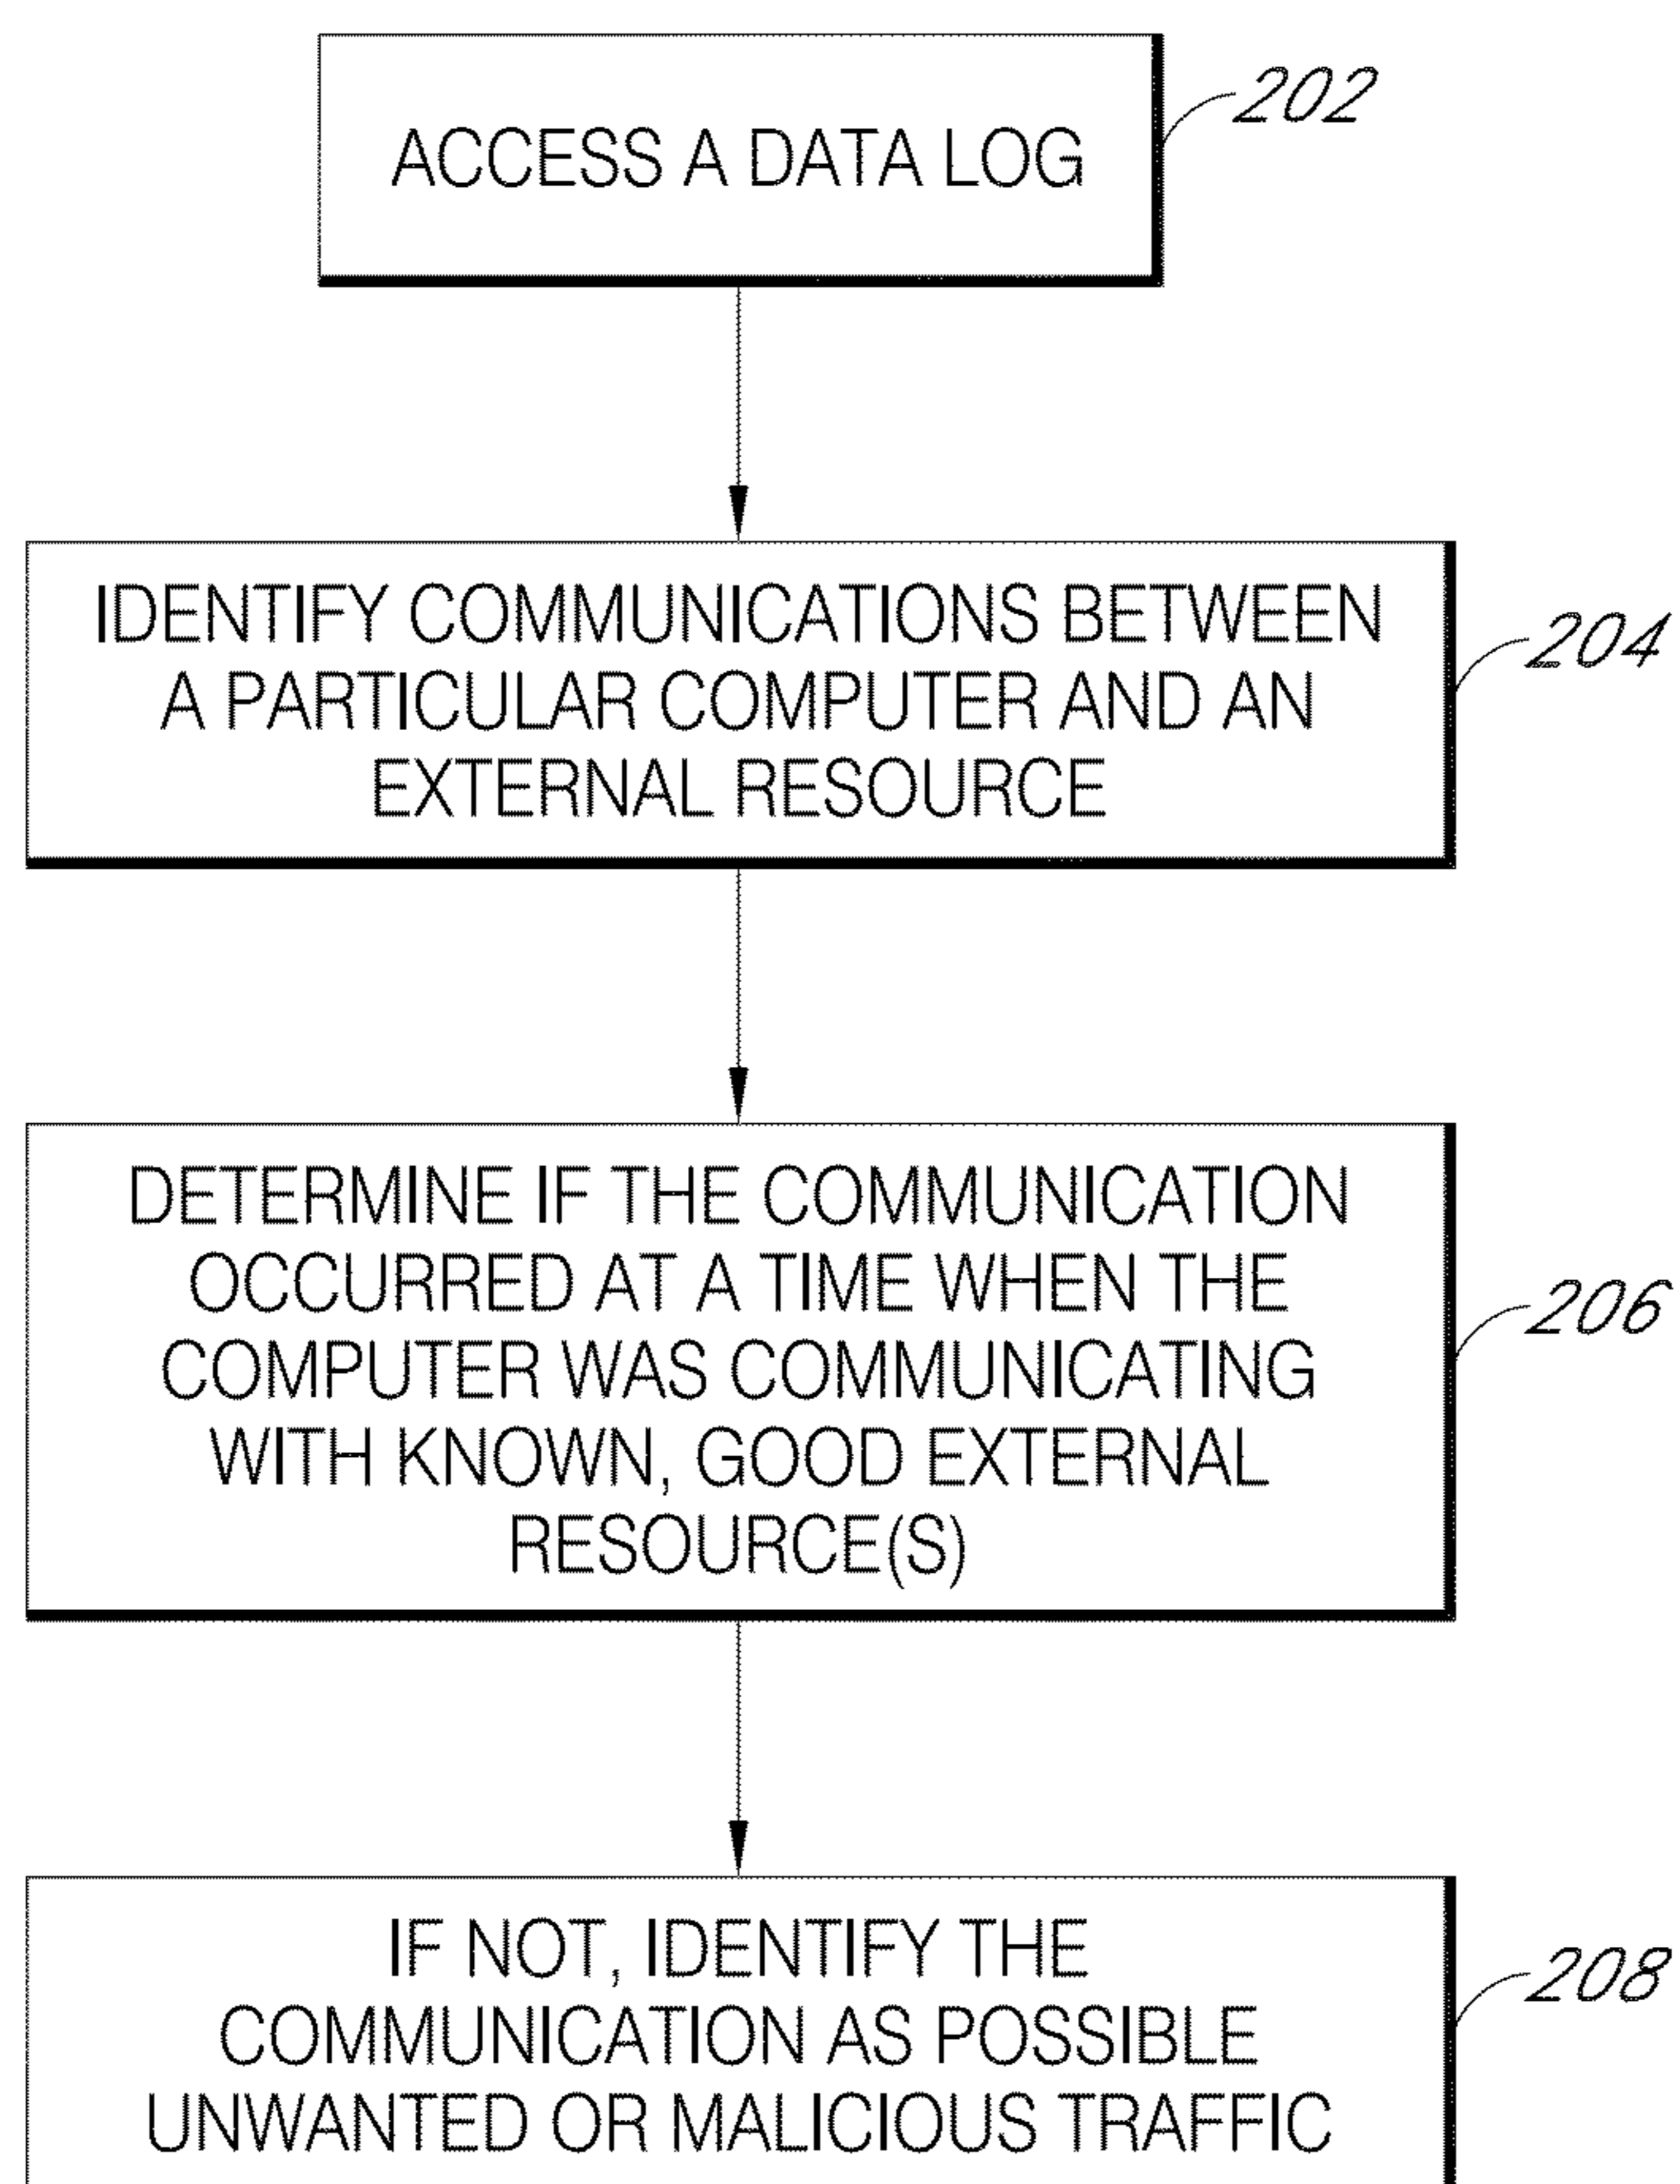 ACCESS A DATA LOG
202
IDENTIFY COMMUNICATIONS BETWEEN
A PARTICULAR COMPUTER AND AN
EXTERNAL RESOURCE
204
DETERMINE IF THE COMMUNICATION
OCCURRED AT A TIME WHEN THE
COMPUTER WAS COMMUNICATING
WITH KNOWN, GOOD EXTERNAL
RESOURCE(S)
206
IF NOT, IDENTIFY THE
COMMUNICATION AS POSSIBLE
UNWANTED OR MALICIOUS TRAFFIC
208